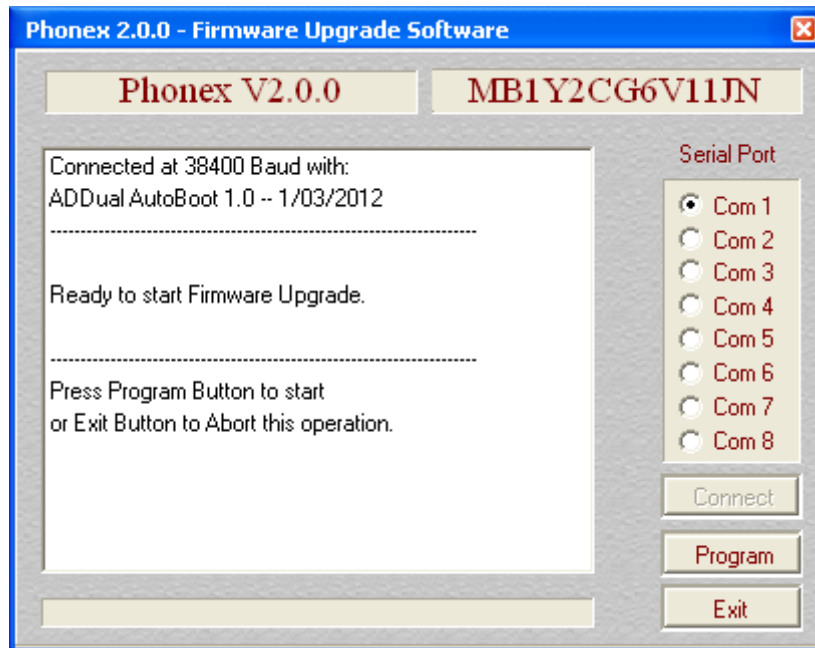 Phonex 2.0.0 - Firmware Upgrade Software
Phonex V2.0.0
MB1Y2CG6V11JN
Connected at 38400 Baud with:
ADDual AutoBoot 1.0 -- 1/03/2012
------------------------------------------------------------------------
Ready to start Firmware Upgrade.
------------------------------------------------------------------------
Press Program Button to start
or Exit Button to Abort this operation.
Serial Port
Com 1
Com 2
Com 3
Com 4
Com 5
Com 6
Com 7
Com 8
Connect
Program
Exit